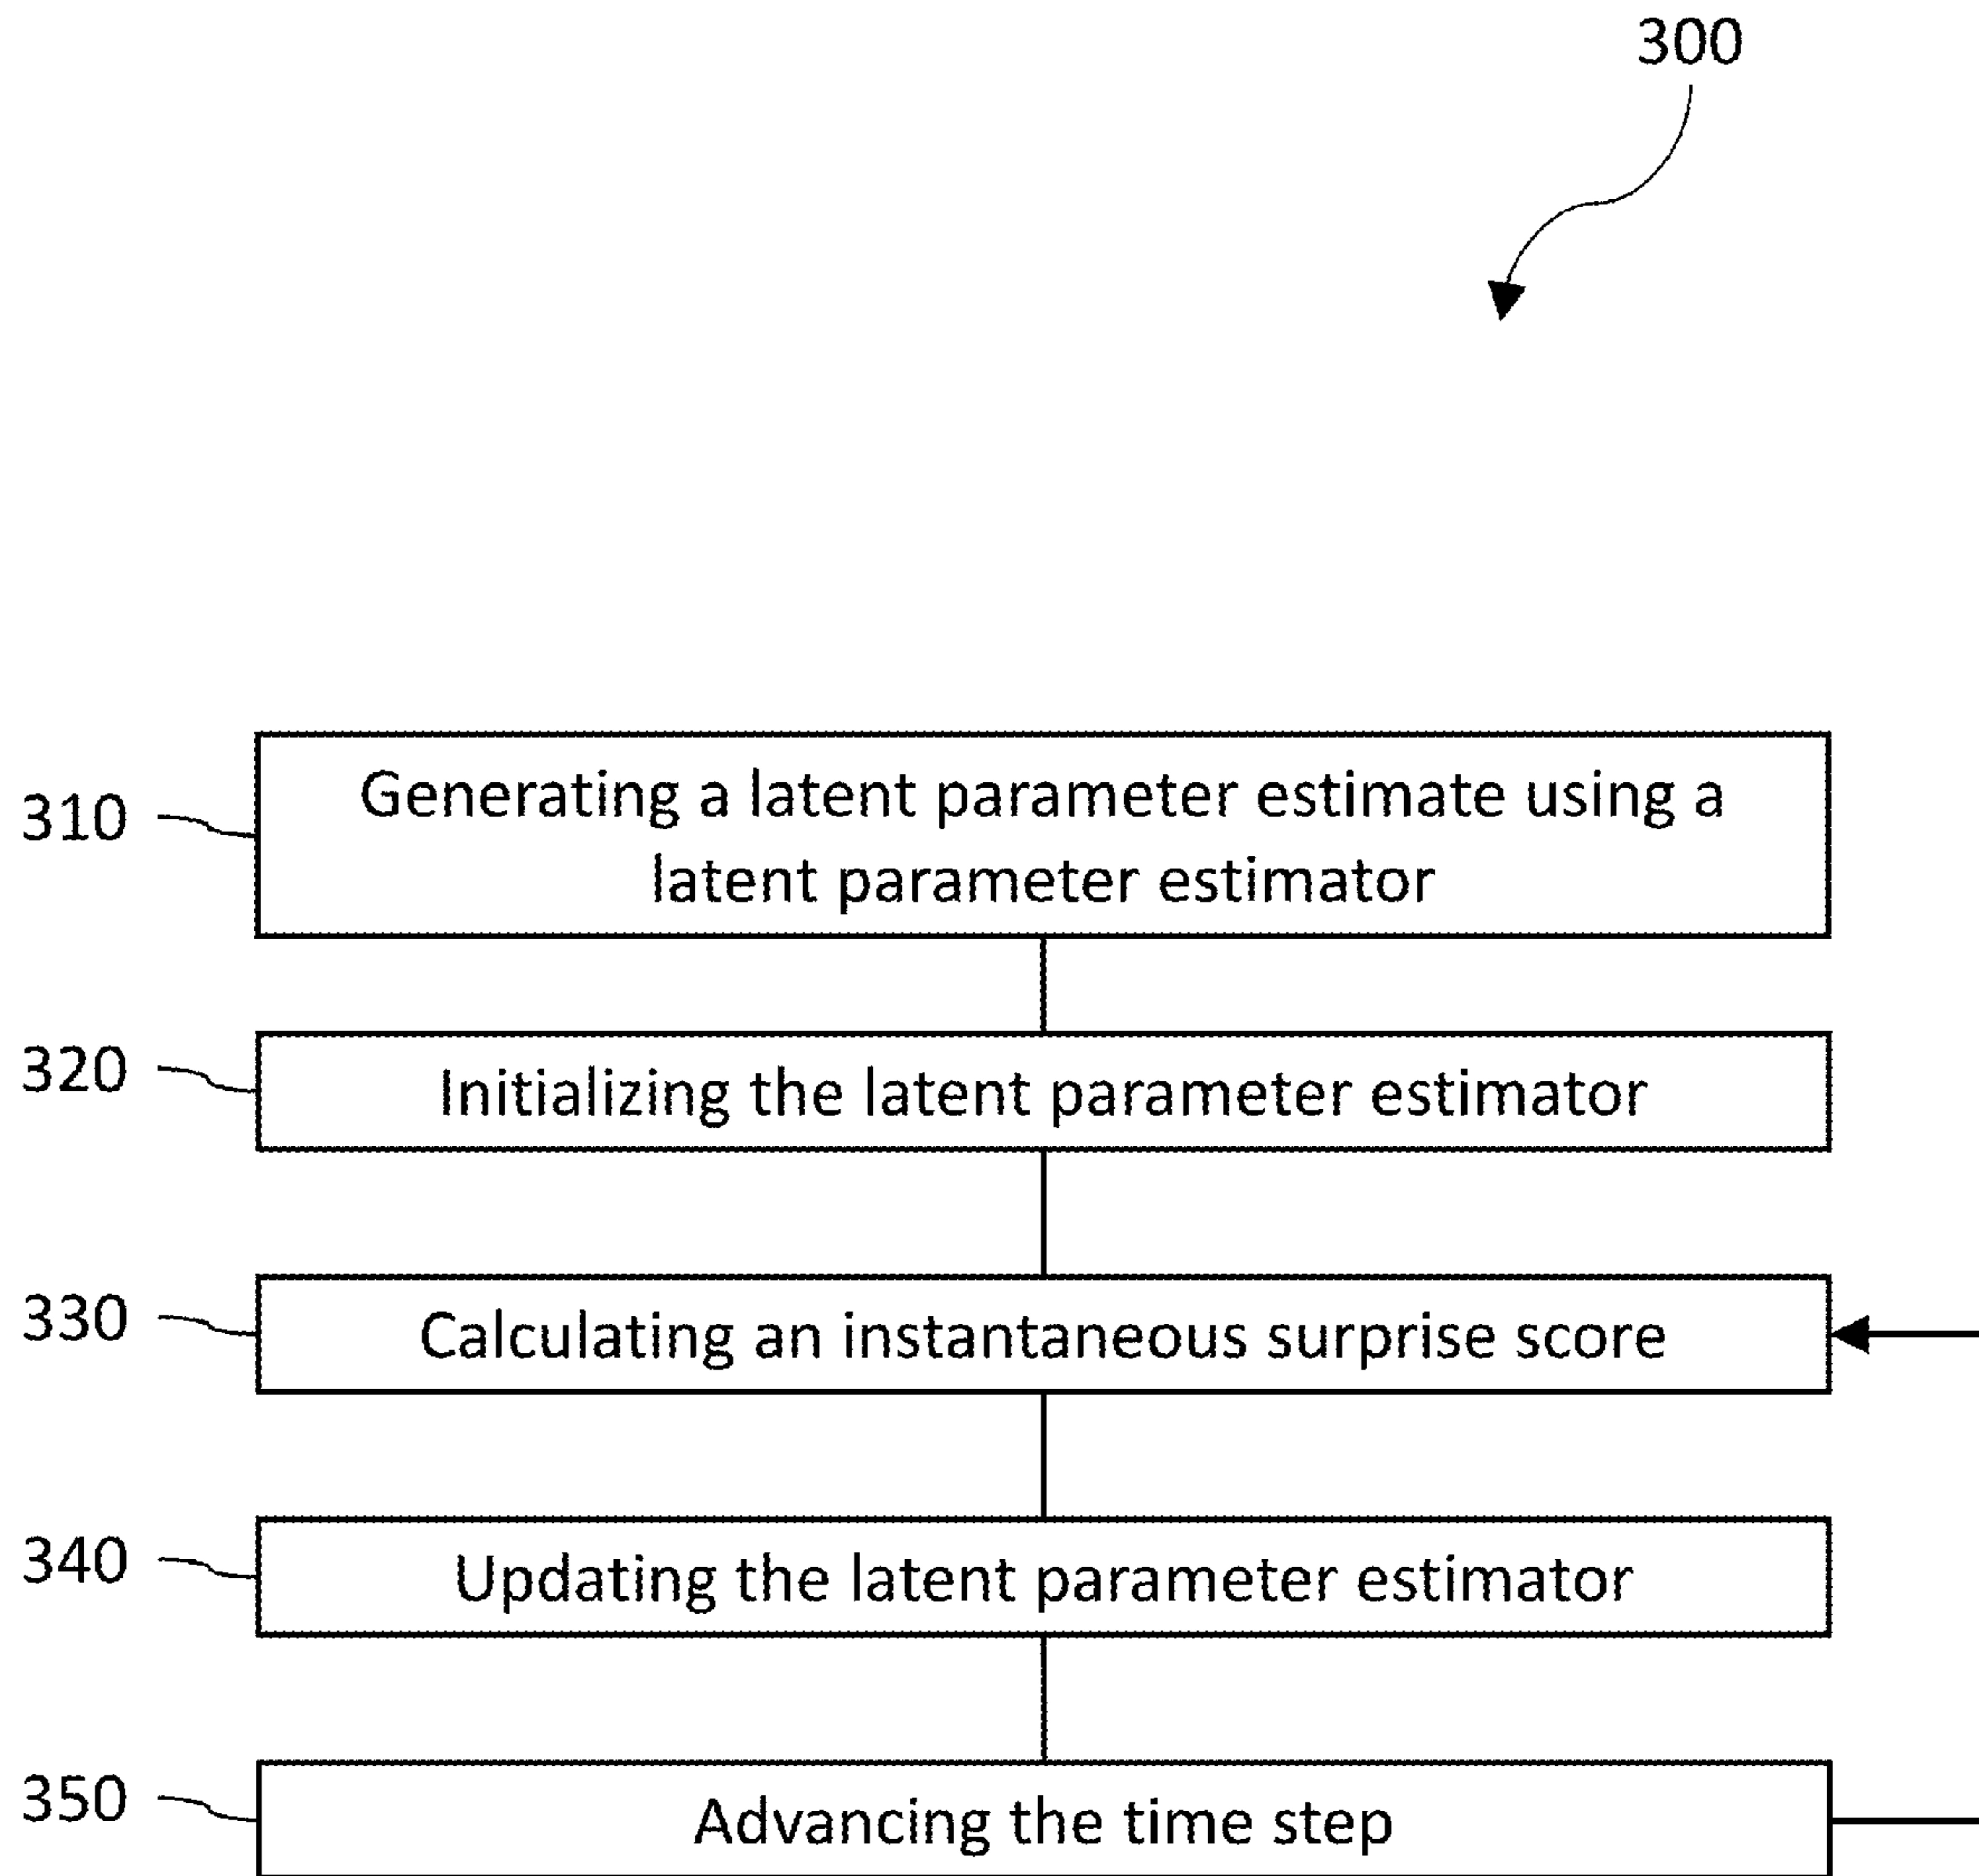 300
310
Generating a latent parameter estimate using a
latent parameter estimator
320
Initializing the latent parameter estimator
330
Calculating an instantaneous surprise score
340
Updating the latent parameter estimator
350
Advancing the time step